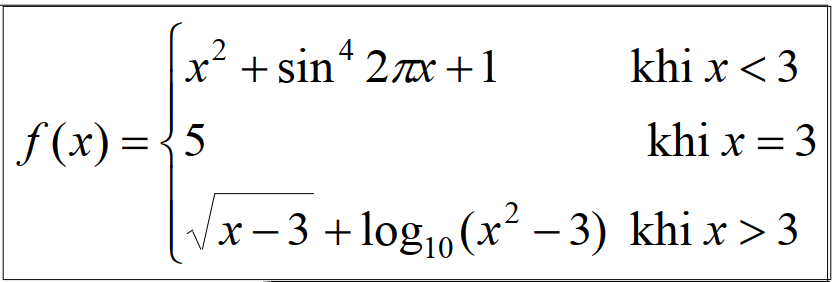 x² + sin⁴ 2πx + 1 khi x < 3
f(x) = { 5 khi x = 3
√(x − 3) + log₁₀(x² − 3) khi x > 3